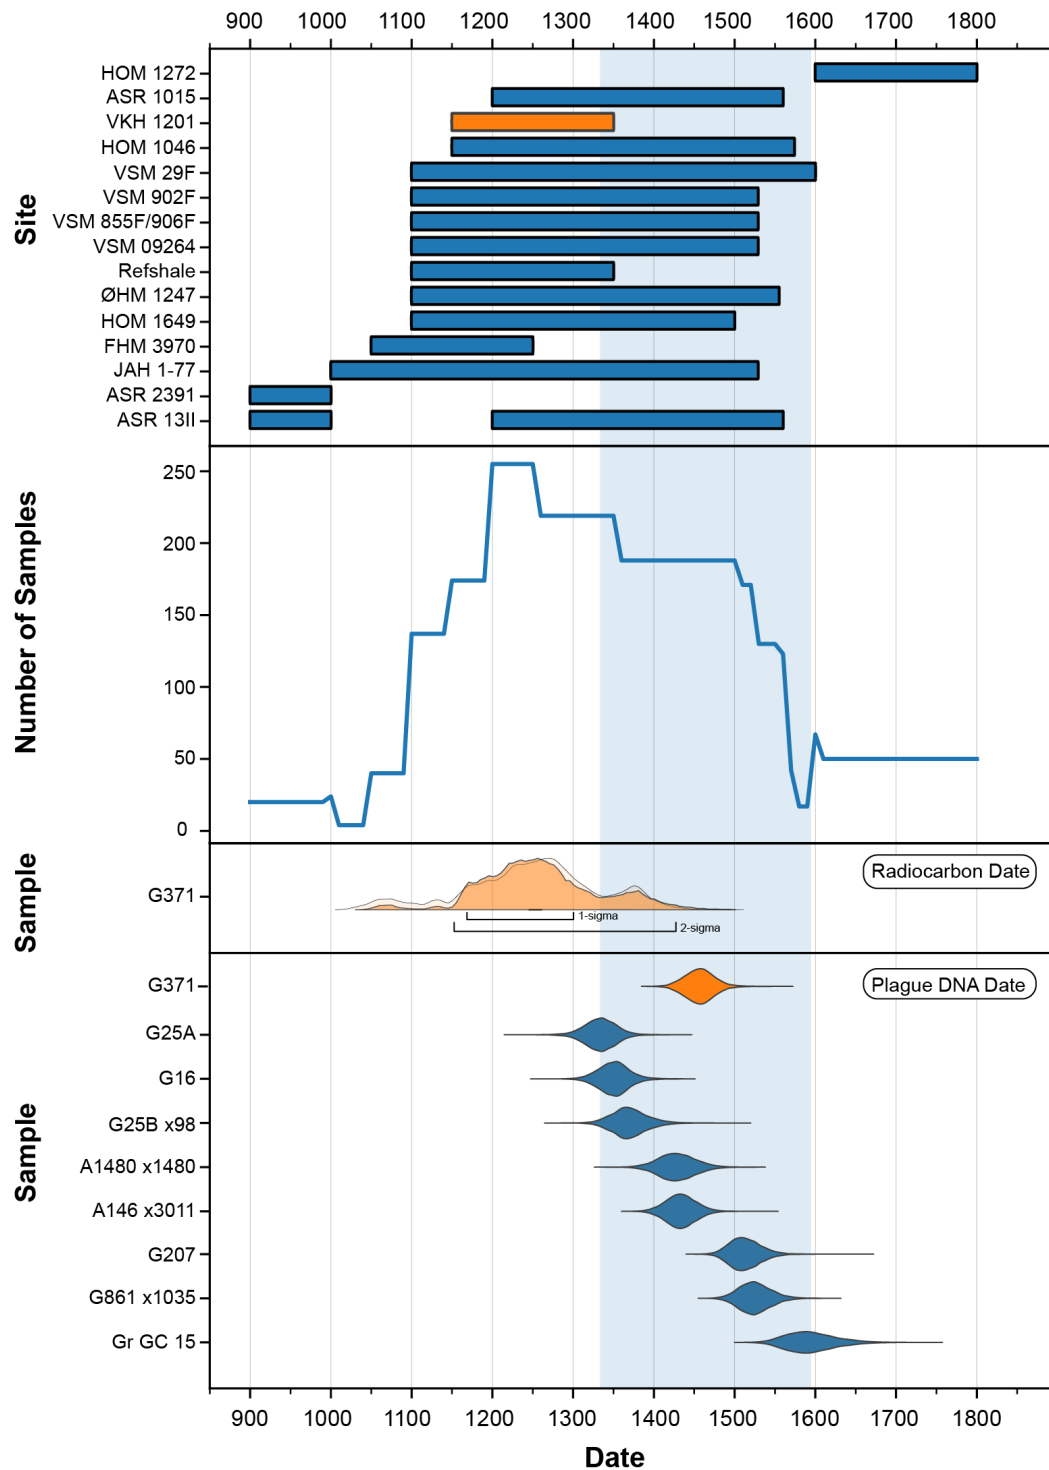 900 1000 1100 1200 1300 1400 1500 1600 1700 1800
Site
HOM 1272
ASR 1015
VKH 1201
HOM 1046
VSM 29F
VSM 902F
VSM 855F/906F
VSM 09264
Refshale
ØHM 1247
HOM 1649
FHM 3970
JAH 1-77
ASR 2391
ASR 13II
Number of Samples
250
200
150
100
50
0
Sample
G371
Radiocarbon Date
1-sigma
2-sigma
Sample
G371
Plague DNA Date
G25A
G16
G25B x98
A1480 x1480
A146 x3011
G207
G861 x1035
Gr GC 15
900 1000 1100 1200 1300 1400 1500 1600 1700 1800
Date